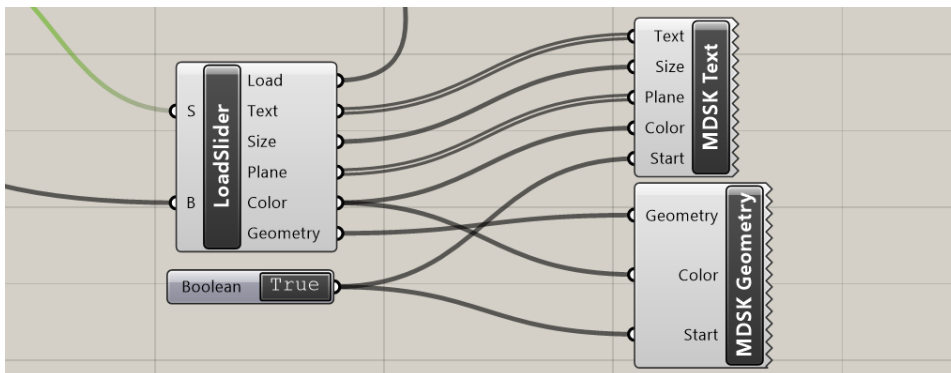 S
B
LoadSlider
Load
Text
Size
Plane
Color
Geometry
Boolean
True
Text
Size
Plane
Color
Start
MDSK Text
Geometry
Color
Start
MDSK Geometry